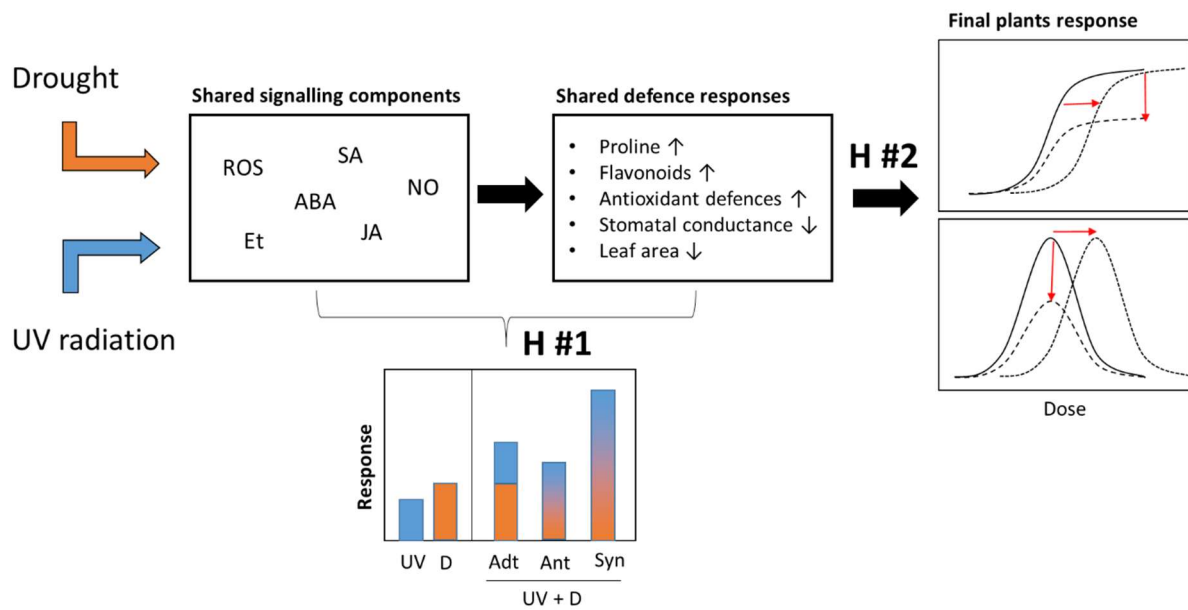 Final plants response
Drought
Shared signalling components
Shared defence responses
ROS
SA
ABA
NO
Et
JA
• Proline ↑
• Flavonoids ↑
• Antioxidant defences ↑
• Stomatal conductance ↓
• Leaf area ↓
H #2
UV radiation
H #1
Dose
Response
UV D Adt Ant Syn
UV + D